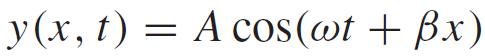 y(x, t) = A cos(ωt + βx)